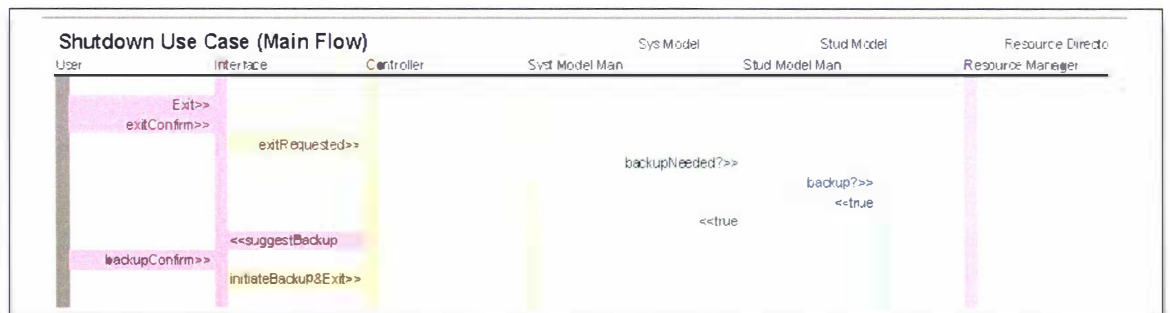 Shutdown Use Case (Main Flow)
Sys Model Stud Model Resource Directo
User Interface Controller Syst Model Man Stud Model Man Resource Manager
Exit>>
exitConfirm>>
exitRequested>>
backupNeeded?>>
backup?>>
<<true
<<true
<<suggestBackup
backupConfirm>>
initiateBackup&Exit>>